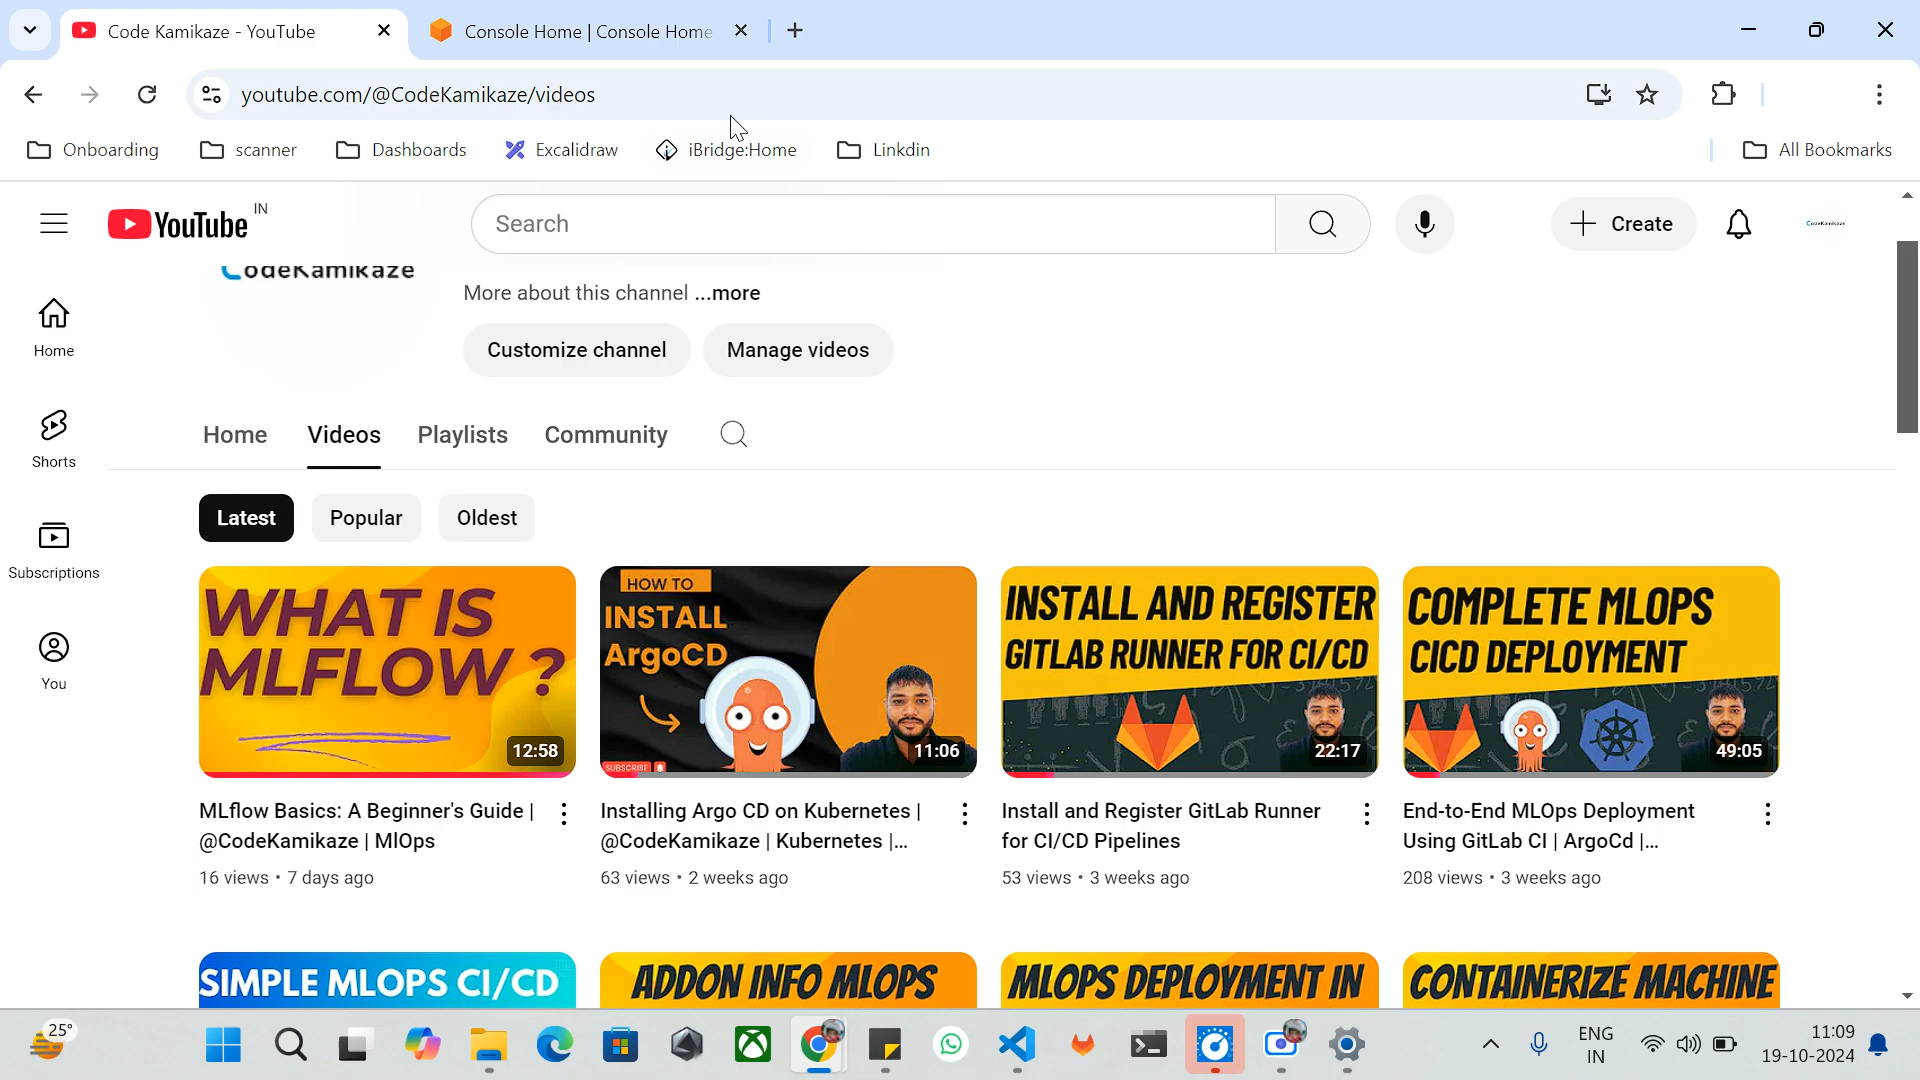 Code Kamikaze - YouTube
Console Home | Console Home
youtube.com/@CodeKamikaze/videos
Onboarding
scanner
Dashboards
Excalidraw
iBridge:Home
Linkdin
All Bookmarks
YouTube
IN
Search
Create
CodeKamikaze
CodeKamikaze
More about this channel ...more
Customize channel
Manage videos
Home
Shorts
Subscriptions
You
Home
Videos
Playlists
Community
Latest
Popular
Oldest
WHAT IS
MLFLOW ?
12:58
HOW TO
INSTALL
ArgoCD
SUBSCRIBE
11:06
INSTALL AND REGISTER
GITLAB RUNNER FOR CI/CD
22:17
COMPLETE MLOPS
CICD DEPLOYMENT
49:05
MLflow Basics: A Beginner's Guide |
@CodeKamikaze | MlOps
16 views • 7 days ago
Installing Argo CD on Kubernetes |
@CodeKamikaze | Kubernetes |...
63 views • 2 weeks ago
Install and Register GitLab Runner
for CI/CD Pipelines
53 views • 3 weeks ago
End-to-End MLOps Deployment
Using GitLab CI | ArgoCd |...
208 views • 3 weeks ago
SIMPLE MLOPS CI/CD
ADDON INFO MLOPS
MLOPS DEPLOYMENT IN
CONTAINERIZE MACHINE
25°
ENG
IN
11:09
19-10-2024